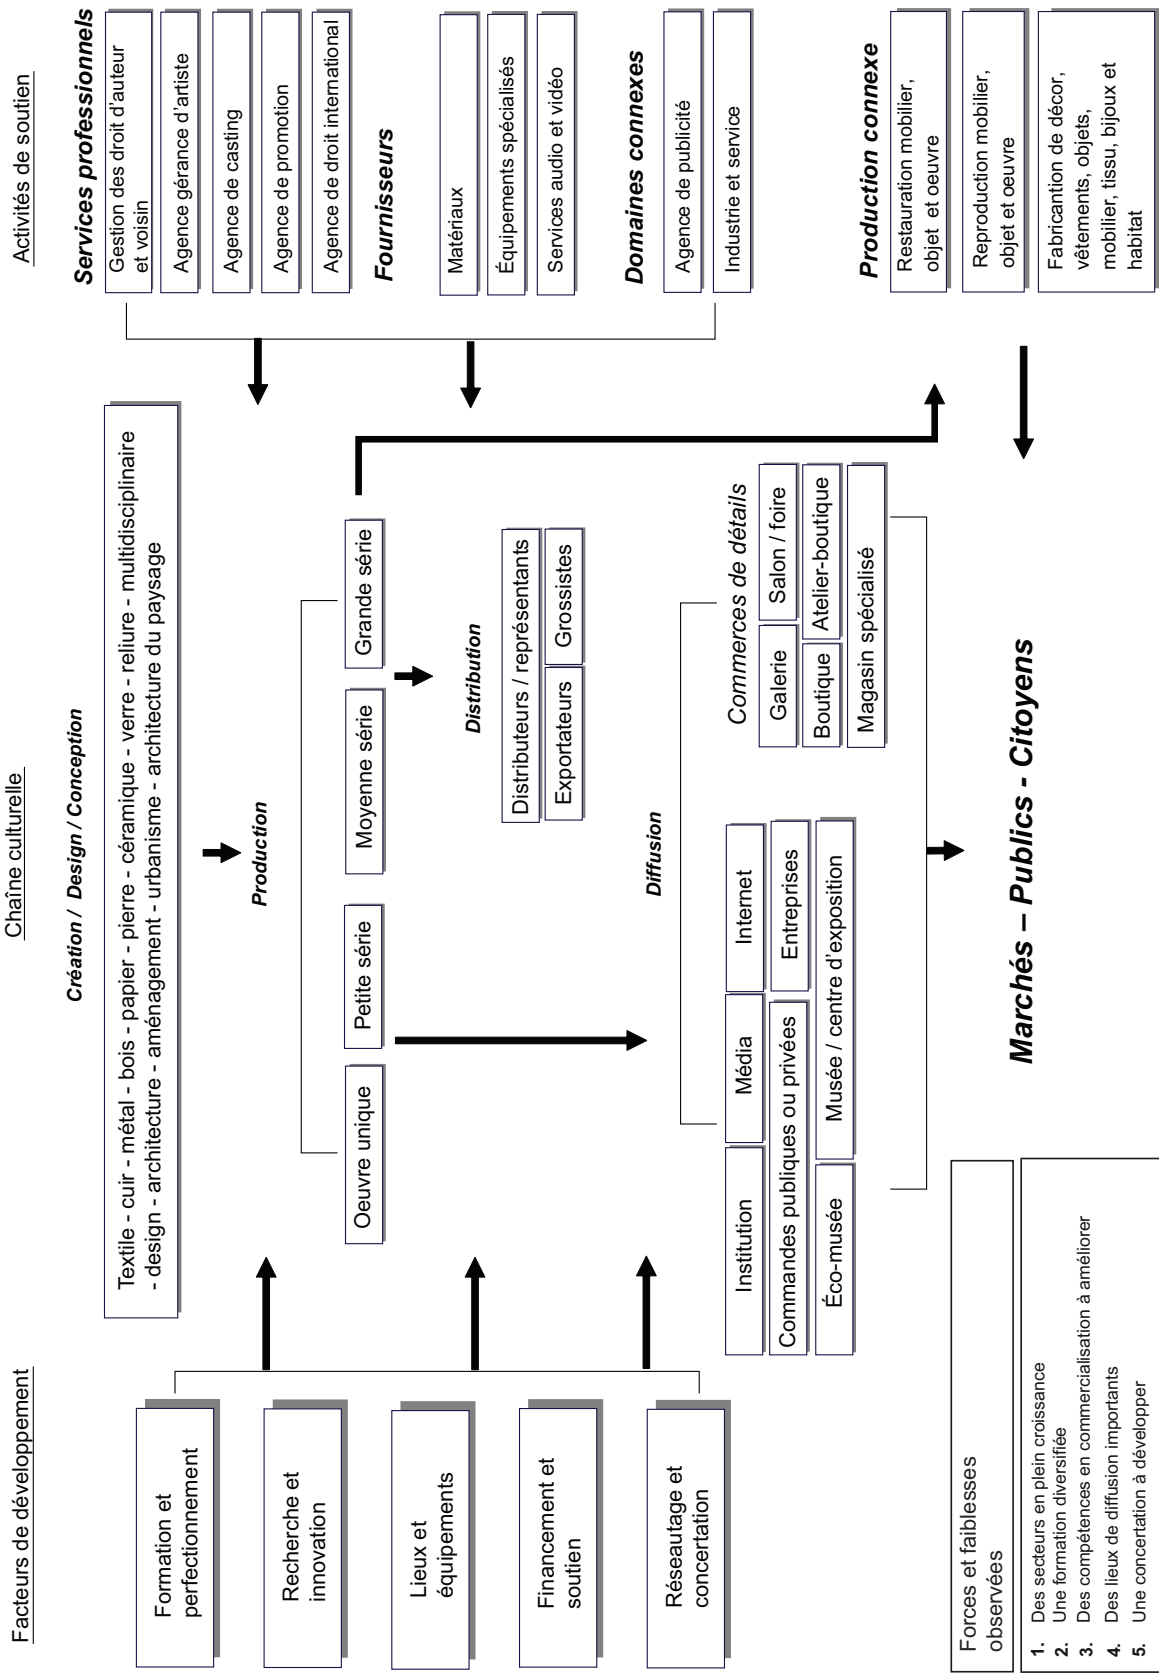 Facteurs de développement
Chaîne culturelle
Activités de soutien
Formation et
perfectionnement
Recherche et
innovation
Lieux et
équipements
Financement et
soutien
Réseautage et
concertation
Création / Design / Conception
Textile - cuir - métal - bois - papier - pierre - céramique - verre - reliure - multidisciplinaire
- design - architecture - aménagement - urbanisme - architecture du paysage
Production
Oeuvre unique
Petite série
Moyenne série
Grande série
Distribution
Distributeurs / représentants
Exportateurs
Grossistes
Diffusion
Institution
Média
Internet
Commandes publiques ou privées
Entreprises
Éco-musée
Musée / centre d'exposition
Commerces de détails
Galerie
Salon / foire
Boutique
Atelier-boutique
Magasin spécialisé
Marchés – Publics - Citoyens
Services professionnels
Gestion des droit d'auteur
et voisin
Agence gérance d'artiste
Agence de casting
Agence de promotion
Agence de droit international
Fournisseurs
Matériaux
Équipements spécialisés
Services audio et vidéo
Domaines connexes
Agence de publicité
Industrie et service
Production connexe
Restauration mobilier,
objet et oeuvre
Reproduction mobilier,
objet et oeuvre
Fabricantion de décor,
vêtements, objets,
mobilier, tissu, bijoux et
habitat
Forces et faiblesses
observées
1. Des secteurs en plein croissance
2. Une formation diversifiée
3. Des compétences en commercialisation à améliorer
4. Des lieux de diffusion importants
5. Une concertation à développer